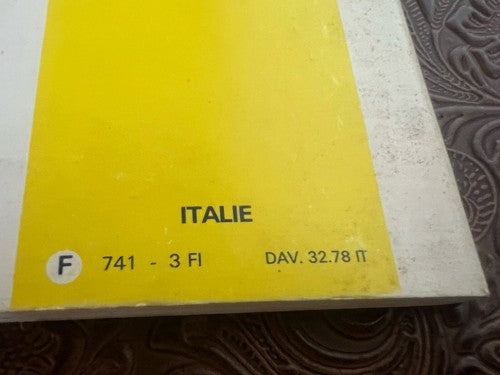 ITALIE
F 741 - 3 FI DAV. 32.78 IT